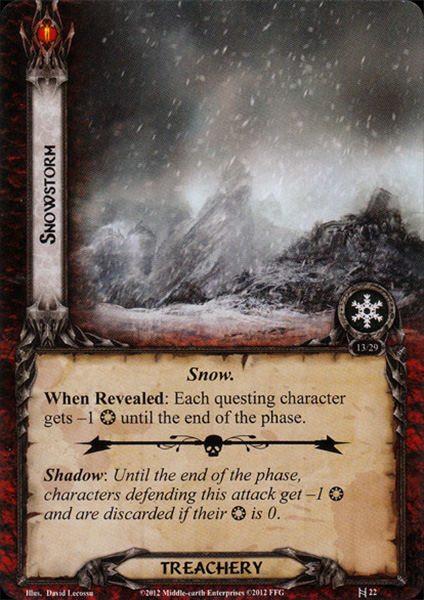 Snowstorm
13/29
Snow.
When Revealed: Each questing character
gets –1 until the end of the phase.
Shadow: Until the end of the phase,
characters defending this attack get –1
and are discarded if their is 0.
TREACHERY
Illus. David Lecossu ©2012 Middle-earth Enterprises ©2012 FFG 22